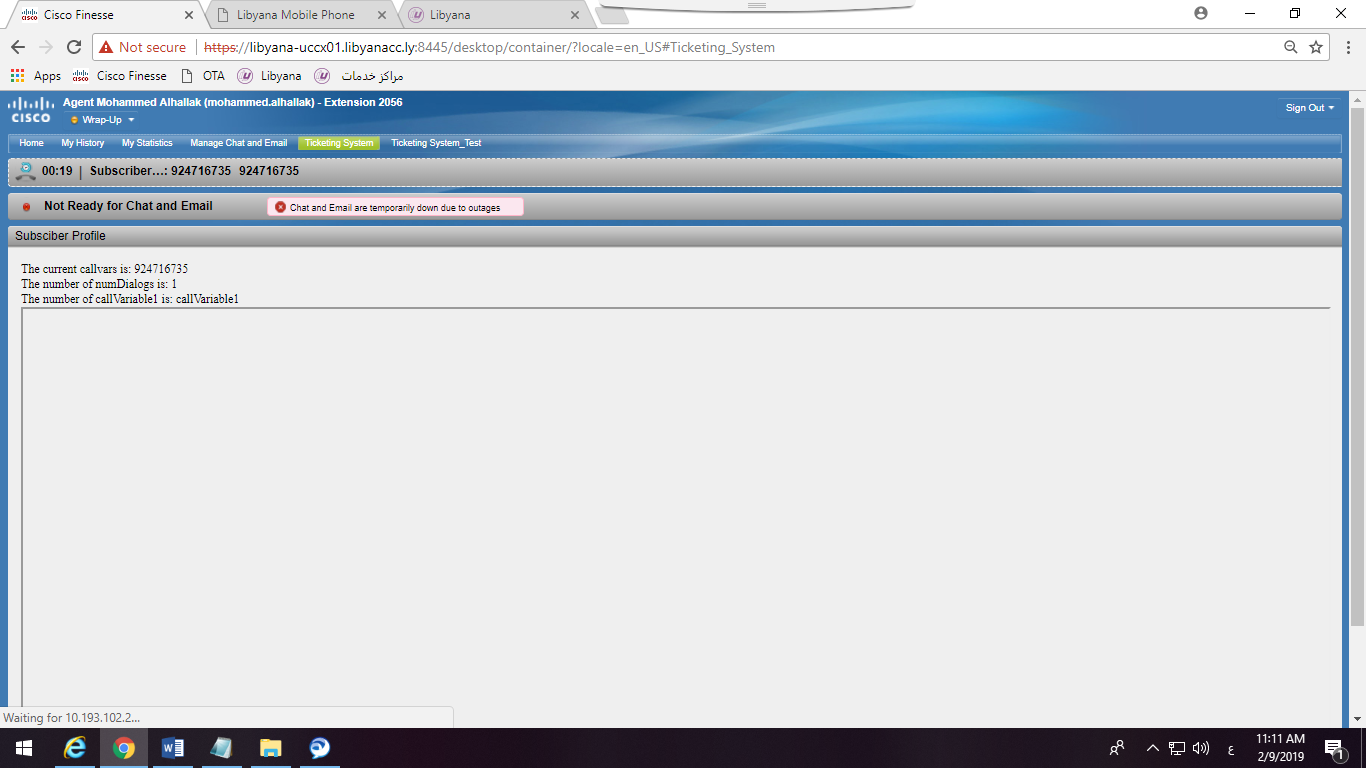 Cisco Finesse
Libyana Mobile Phone
Libyana
Not secure https://libyana-uccx01.libyanacc.ly:8445/desktop/container/?locale=en_US#Ticketing_System
Apps Cisco Finesse OTA Libyana مراكز خدمات
CISCO
Agent Mohammed Alhallak (mohammed.alhallak) - Extension 2056
Wrap-Up
Sign Out
Home My History My Statistics Manage Chat and Email Ticketing System Ticketing System_Test
00:19 | Subscriber...: 924716735 924716735
Not Ready for Chat and Email Chat and Email are temporarily down due to outages
Subsciber Profile
The current callvars is: 924716735
The number of numDialogs is: 1
The number of callVariable1 is: callVariable1
Waiting for 10.193.102.2...
ع
11:11 AM
2/9/2019
1